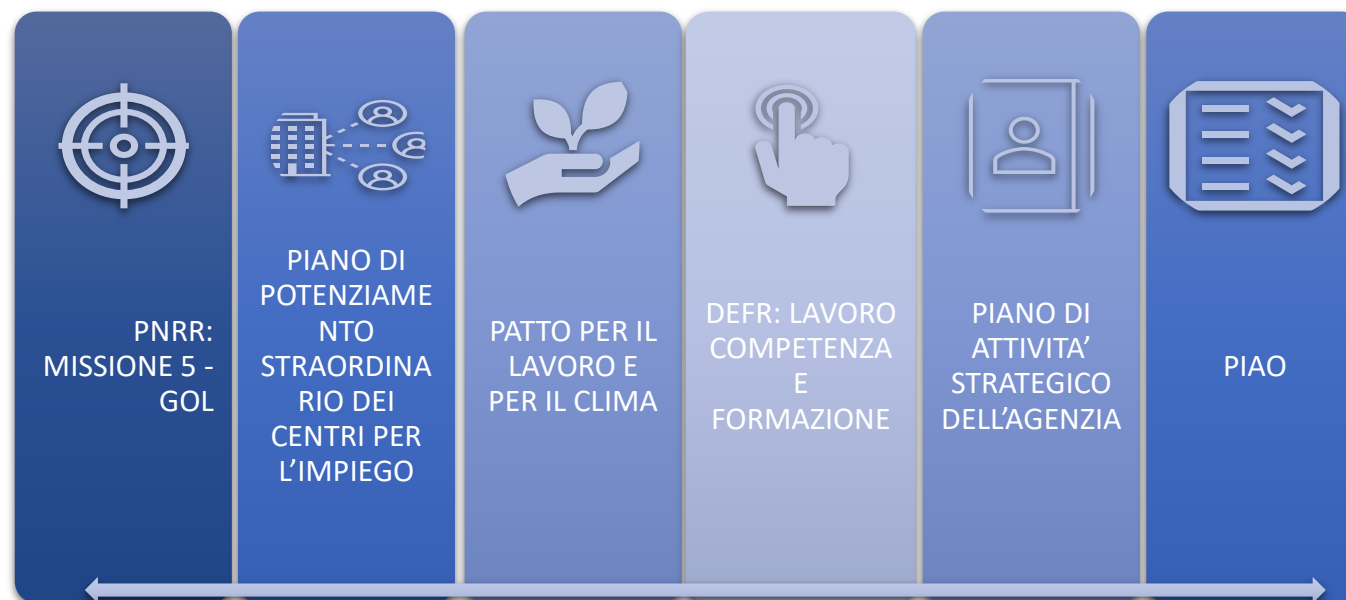 PNRR:
MISSIONE 5 -
GOL
PIANO DI
POTENZIAME
NTO
STRAORDINA
RIO DEI
CENTRI PER
L’IMPIEGO
PATTO PER IL
LAVORO E
PER IL CLIMA
DEFR: LAVORO
COMPETENZA
E
FORMAZIONE
PIANO DI
ATTIVITA’
STRATEGICO
DELL’AGENZIA
PIAO